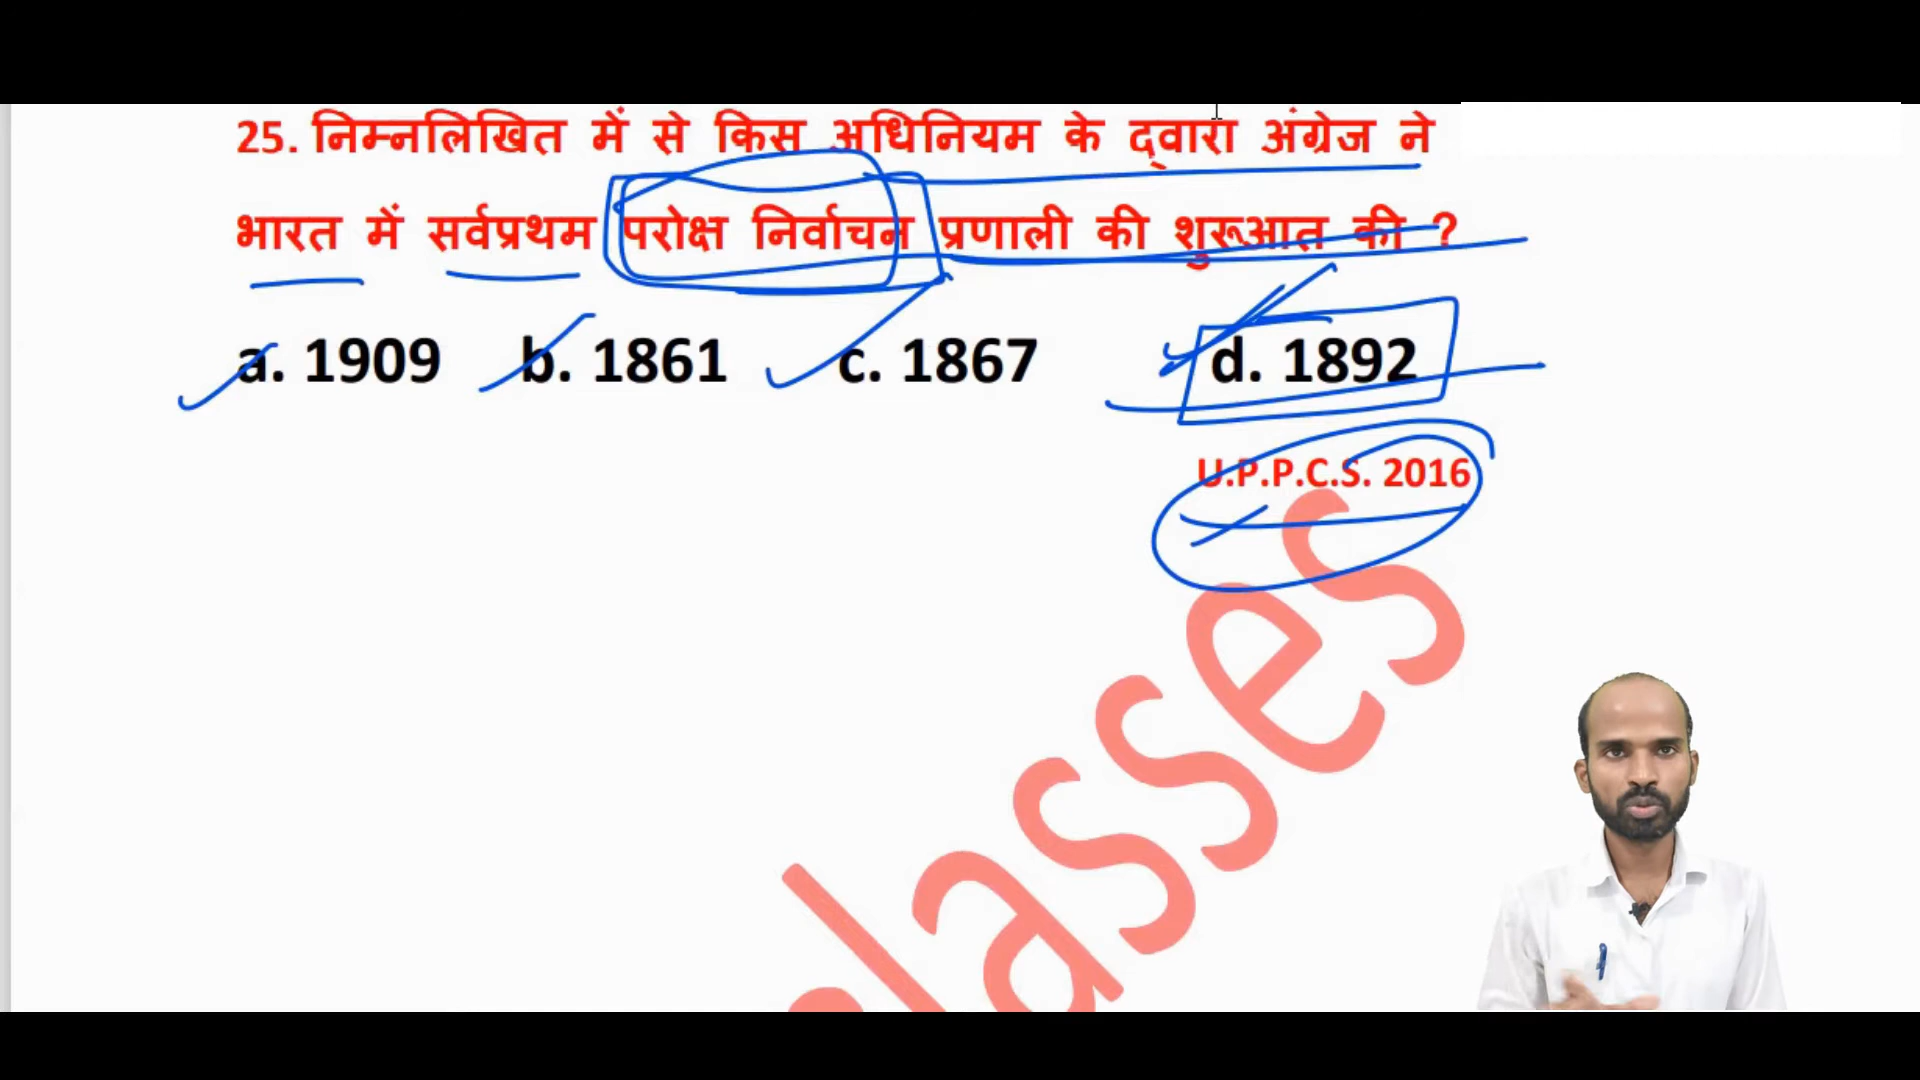 25. निम्नलिखित में से किस अधिनियम के द्वारा अंग्रेज ने
भारत में सर्वप्रथम परोक्ष निर्वाचन प्रणाली की शुरूआत की ?
a. 1909 b. 1861 c. 1867 d. 1892
U.P.P.C.S. 2016
classes